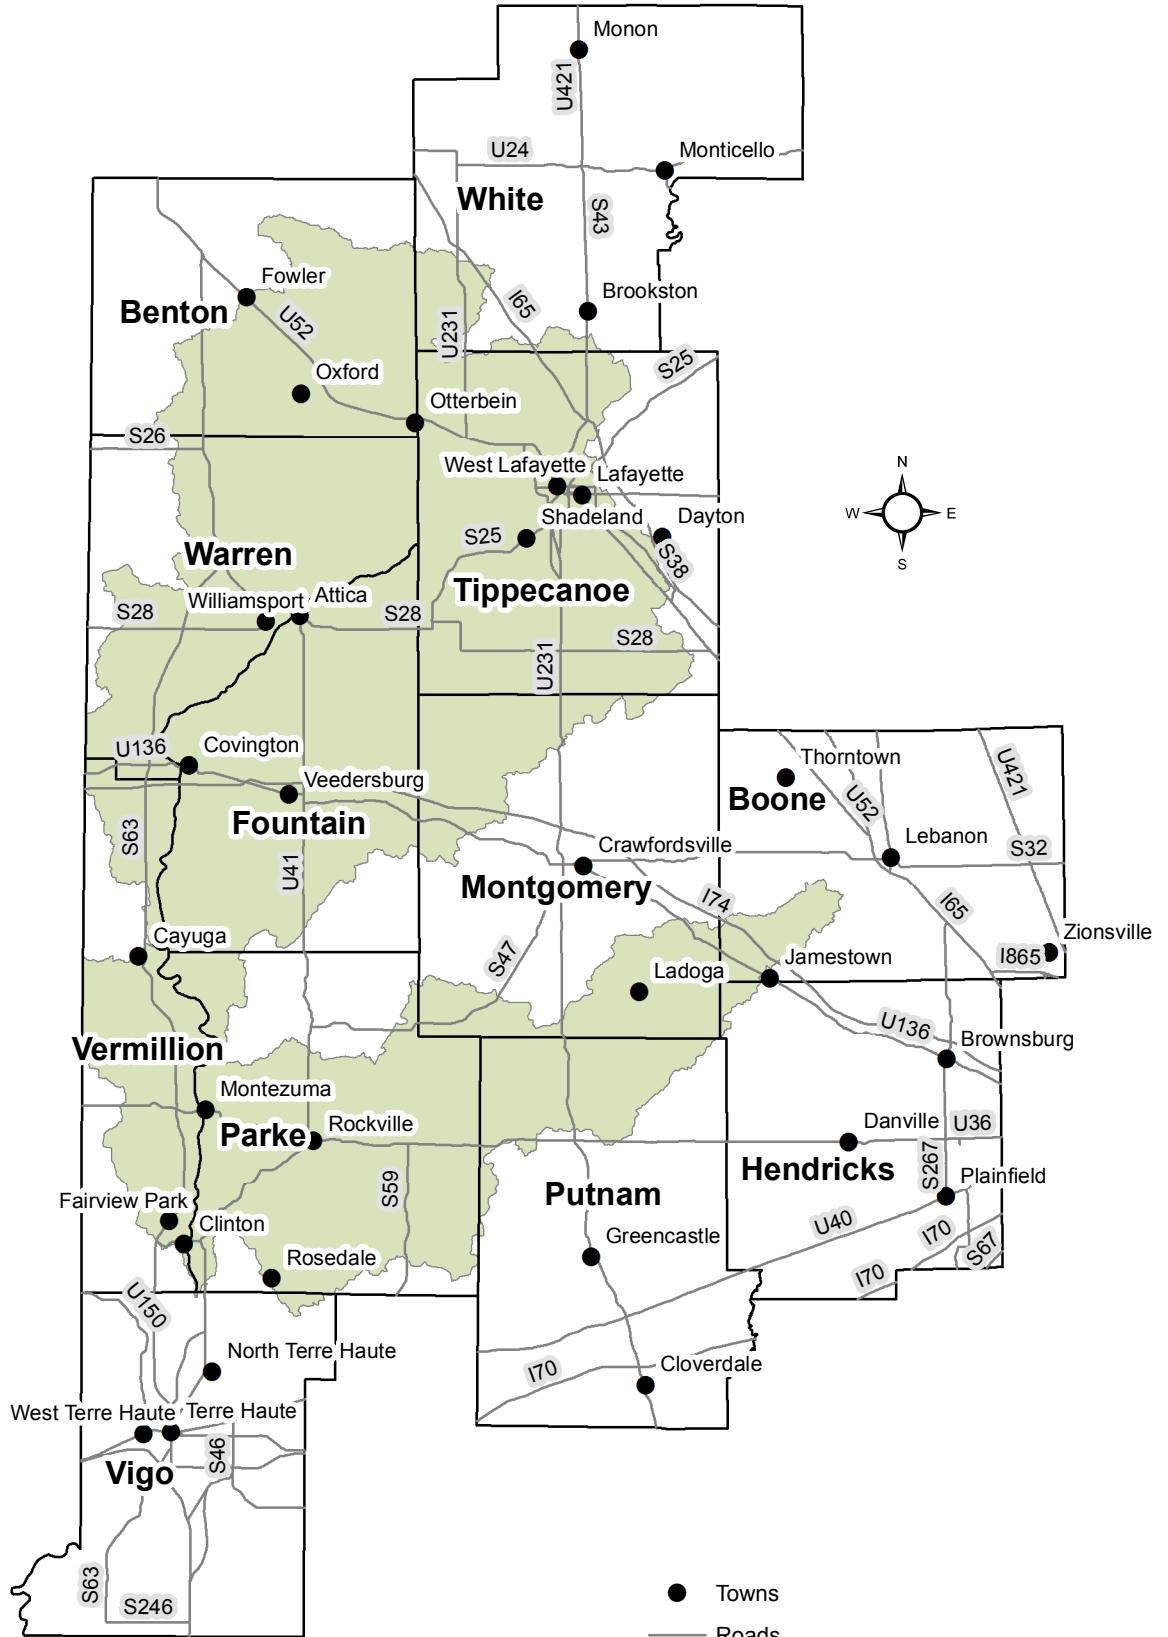 Monon
U421
U24
Monticello
White
S43
Fowler
Benton
U52
I65
Brookston
U231
Oxford
S25
Otterbein
S26
West Lafayette
Lafayette
N
W
E
S
Shadeland
Dayton
S25
S38
Warren
Tippecanoe
Williamsport
Attica
S28
S28
S28
U231
U136
Covington
Thorntown
U421
Veedersburg
Boone
U52
Fountain
S63
Lebanon
S32
Crawfordsville
U41
Montgomery
I74
I65
Cayuga
Zionsville
S47
Jamestown
I865
Ladoga
U136
Vermillion
Brownsburg
Montezuma
Parke
Rockville
Danville
U36
Hendricks
S267
S59
Putnam
Plainfield
Fairview Park
Clinton
U40
Greencastle
I70
S67
Rosedale
I70
U150
North Terre Haute
I70
Cloverdale
West Terre Haute
Terre Haute
S46
Vigo
S63
S246
Towns
Roads